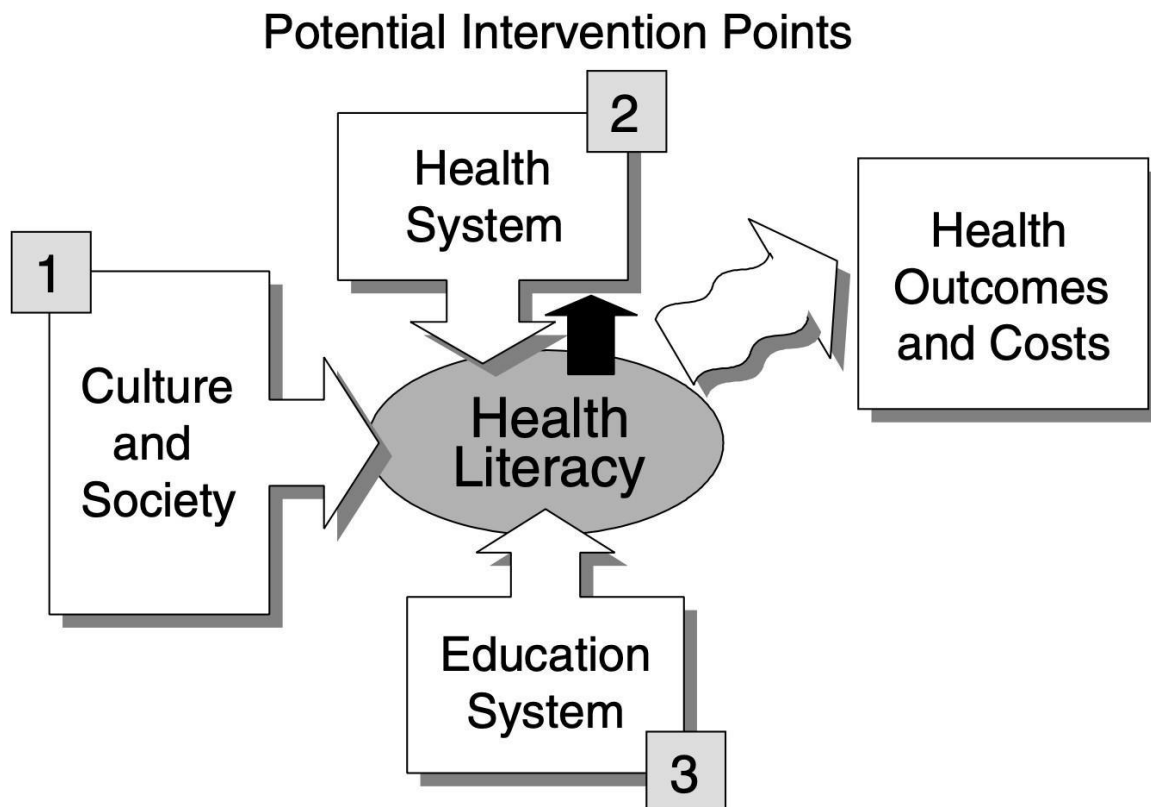 Potential Intervention Points
2
Health
System
1
Culture
and
Society
Health
Literacy
Health
Outcomes
and Costs
Education
System
3